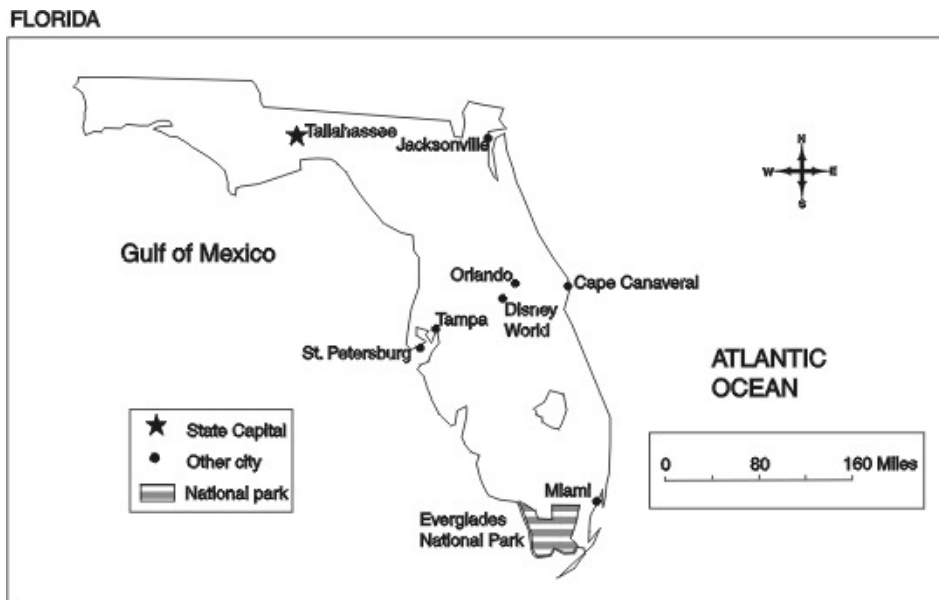 FLORIDA
Tallahassee
Jacksonville
N
W E
S
Gulf of Mexico
Orlando
Cape Canaveral
Disney
World
Tampa
St. Petersburg
ATLANTIC
OCEAN
State Capital
Other city
National park
0 80 160 Miles
Miami
Everglades
National Park